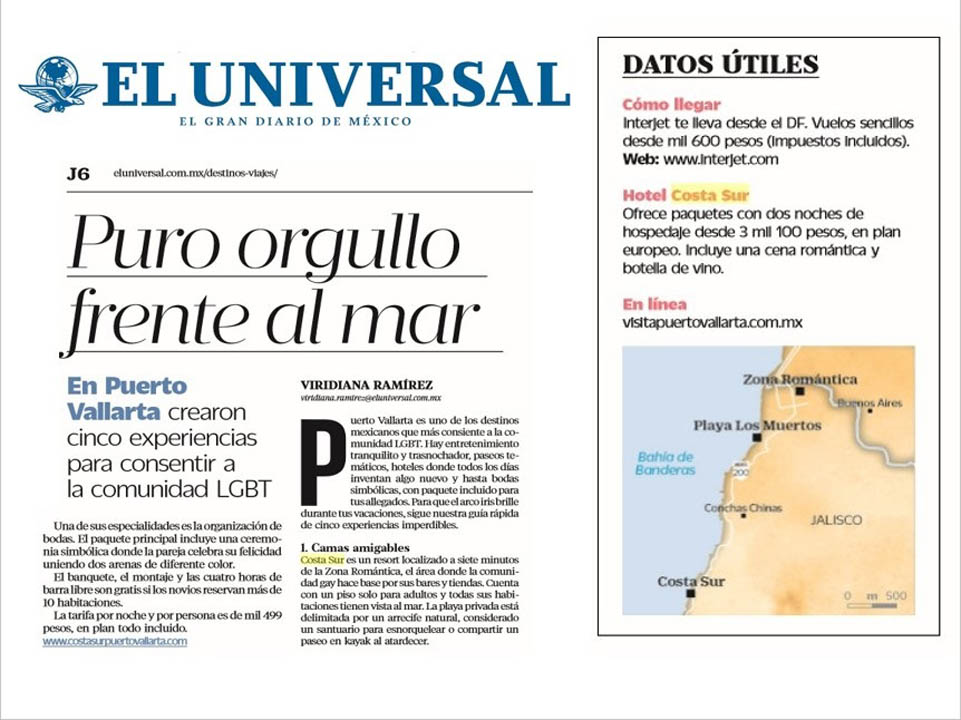 EL UNIVERSAL
EL GRAN DIARIO DE MÉXICO
J6 eluniversal.com.mx/destinos-viajes/
Puro orgullo
frente al mar
En Puerto
Vallarta crearon
cinco experiencias
para consentir a
la comunidad LGBT
VIRIDIANA RAMÍREZ
viridiana.ramirez@eluniversal.com.mx
Puerto Vallarta es uno de los destinos
mexicanos que más consiente a la co-
munidad LGBT. Hay entretenimiento
tranquilito y trasnochador, paseos te-
máticos, hoteles donde todos los días
inventan algo nuevo y hasta bodas
simbólicas, con paquete incluido para
tus allegados. Para que el arco iris brille
durante tus vacaciones, sigue nuestra guía rápida
de cinco experiencias imperdibles.
1. Camas amigables
Costa Sur es un resort localizado a siete minutos
de la Zona Romántica, el área donde la comuni-
dad gay hace base por sus bares y tiendas. Cuenta
con un piso solo para adultos y todas sus habi-
taciones tienen vista al mar. La playa privada está
delimitada por un arrecife natural, considerado
un santuario para esnorquelear o compartir un
paseo en kayak al atardecer.
Una de sus especialidades es la organización de
bodas. El paquete principal incluye una ceremo-
nia simbólica donde la pareja celebra su felicidad
uniendo dos arenas de diferente color.
El banquete, el montaje y las cuatro horas de
barra libre son gratis si los novios reservan más de
10 habitaciones.
La tarifa por noche y por persona es de mil 499
pesos, en plan todo incluido.
www.costasurpuertovallarta.com
DATOS ÚTILES
Cómo llegar
Interjet te lleva desde el DF. Vuelos sencillos
desde mil 600 pesos (impuestos incluidos).
Web: www.interjet.com
Hotel Costa Sur
Ofrece paquetes con dos noches de
hospedaje desde 3 mil 100 pesos, en plan
europeo. Incluye una cena romántica y
botella de vino.
En línea
visitapuertovallarta.com.mx
Zona Romántica
Buenos Aires
Playa Los Muertos
Bahía de
Banderas
200
Conchas Chinas
JALISCO
Costa Sur
0 m 500